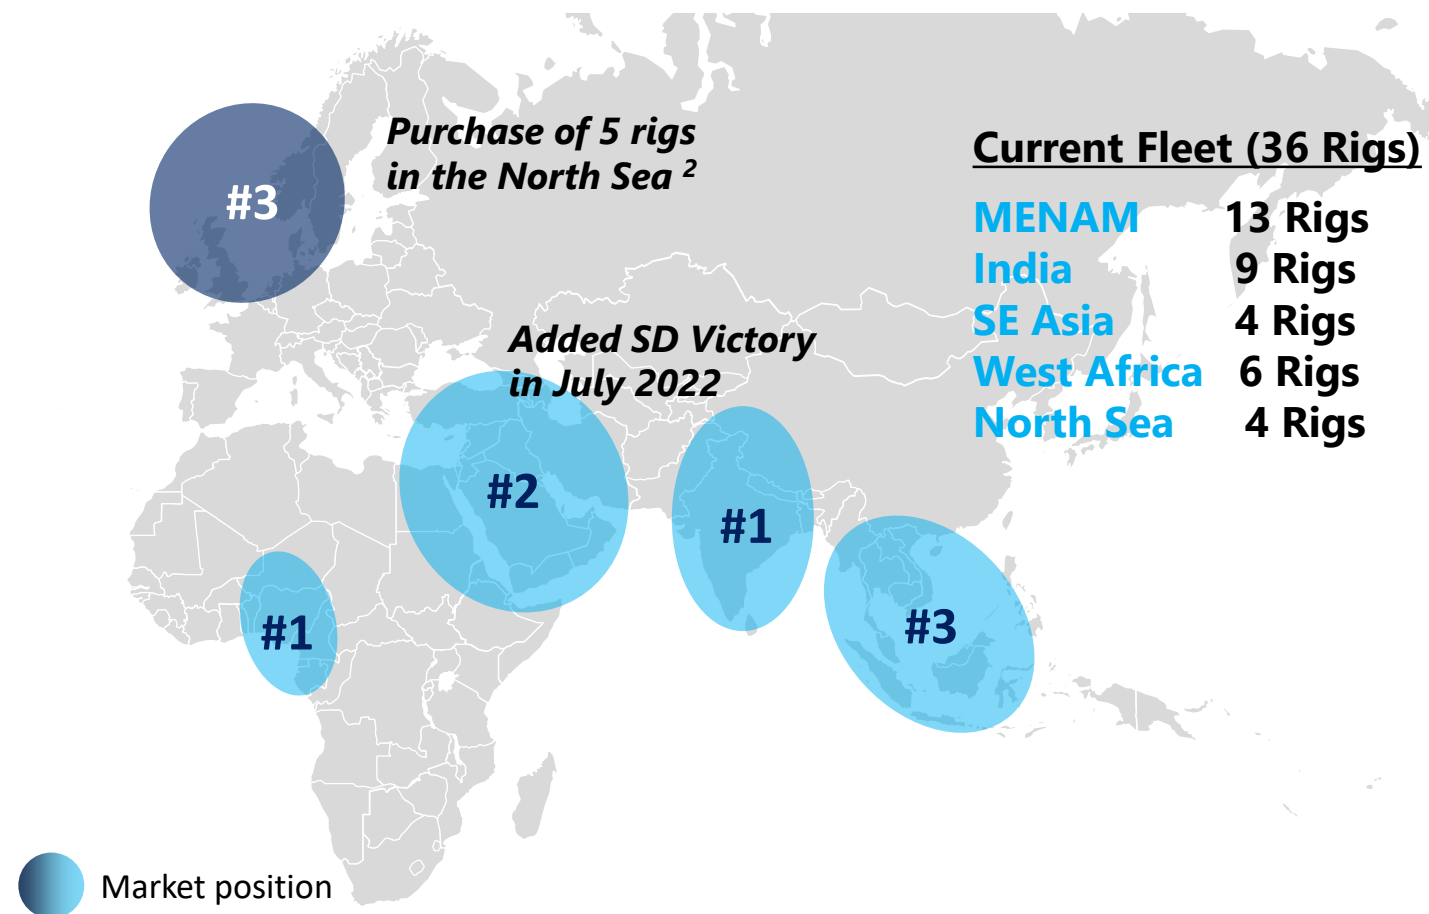 Purchase of 5 rigs
in the North Sea ²
#3
Current Fleet (36 Rigs)
MENAM 13 Rigs
India 9 Rigs
SE Asia 4 Rigs
West Africa 6 Rigs
North Sea 4 Rigs
Added SD Victory
in July 2022
#2
#1
#3
#1
Market position